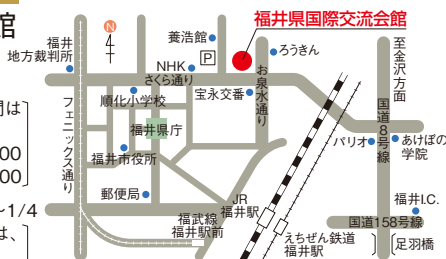 館
間は
00
00
〜1/4
は、
福井県国際交流会館
福井
地方裁判所
N
4
養浩館
P
NHK
さくら通り
ろうきん
お泉水通り
至金沢方面
順化小学校
宝永交番
フェニックス通り
福井県庁
福井市役所
国道8号線
パリオ
あけぼの
学院
郵便局
JR
福井駅
福武線
福井駅前
福井I.C.
国道158号線
えちぜん鉄道
福井駅
足羽橋